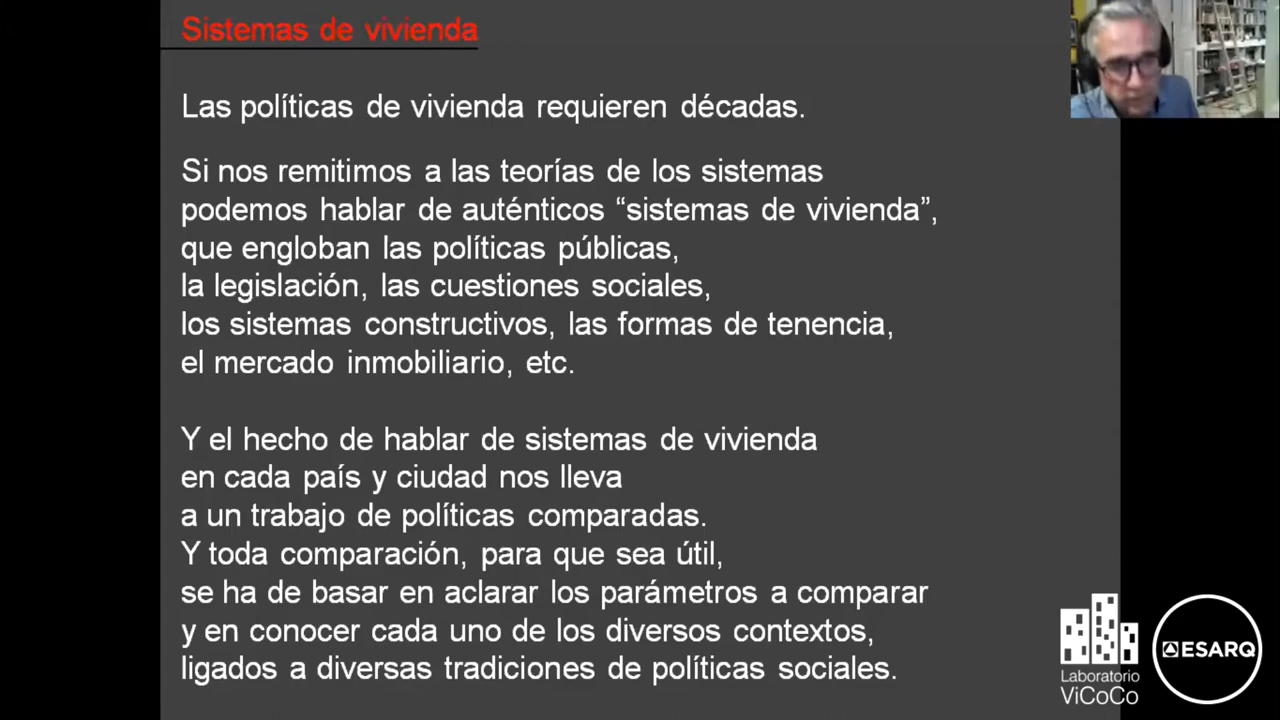 Sistemas de vivienda
Las políticas de vivienda requieren décadas.
Si nos remitimos a las teorías de los sistemas
podemos hablar de auténticos “sistemas de vivienda”,
que engloban las políticas públicas,
la legislación, las cuestiones sociales,
los sistemas constructivos, las formas de tenencia,
el mercado inmobiliario, etc.
Y el hecho de hablar de sistemas de vivienda
en cada país y ciudad nos lleva
a un trabajo de políticas comparadas.
Y toda comparación, para que sea útil,
se ha de basar en aclarar los parámetros a comparar
y en conocer cada uno de los diversos contextos,
ligados a diversas tradiciones de políticas sociales.
Laboratorio
ViCoCo
ESARQ